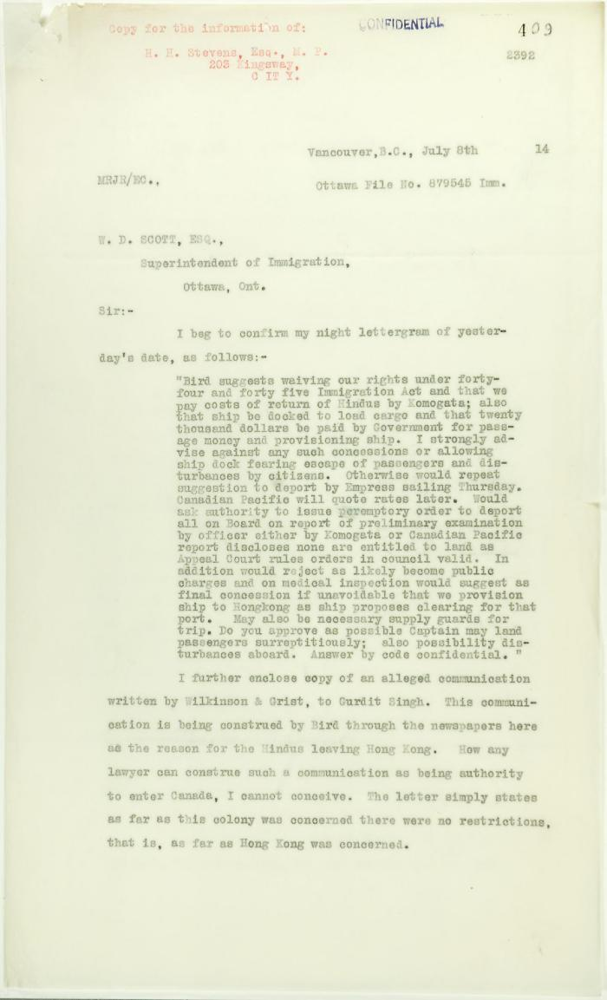 Copy for the information of:
CONFIDENTIAL
409
H. H. Stevens, Esq., M. P.
2392
203 Kingsway,
C IT Y.
Vancouver,B.C., July 8th 14
MRJR/EC.,
Ottawa File No. 879545 Imm.
W. D. SCOTT, ESQ.,
Superintendent of Immigration,
Ottawa, Ont.
Sir:-
I beg to confirm my night lettergram of yester-
day's date, as follows:-
"Bird suggests waiving our rights under forty-
four and forty five Immigration Act and that we
pay costs of return of Hindus by Komogata; also
that ship be docked to load cargo and that twenty
thousand dollars be paid by Government for pass-
age money and provisioning ship. I strongly ad-
vise against any such concessions or allowing
ship dock fearing escape of passengers and dis-
turbances by citizens. Otherwise would repeat
suggestion to deport by Empress sailing Thursday.
Canadian Pacific will quote rates later. Would
ask authority to issue peremptory order to deport
all on Board on report of preliminary examination
by officer either by Komogata or Canadian Pacific
report discloses none are entitled to land as
Appeal Court rules orders in council valid. In
addition would reject as likely become public
charges and on medical inspection would suggest as
final concession if unavoidable that we provision
ship to Hongkong as ship proposes clearing for that
port. May also be necessary supply guards for
trip. Do you approve as possible Captain may land
passengers surreptitiously; also possibility dis-
turbances aboard. Answer by code confidential. "
I further enclose copy of an alleged communication
written by Wilkinson & Grist, to Gurdit Singh. This communi-
cation is being construed by Bird through the newspapers here
as the reason for the Hindus leaving Hong Kong. How any
lawyer can construe such a communication as being authority
to enter Canada, I cannot conceive. The letter simply states
as far as this colony was concerned there were no restrictions,
that is, as far as Hong Kong was concerned.